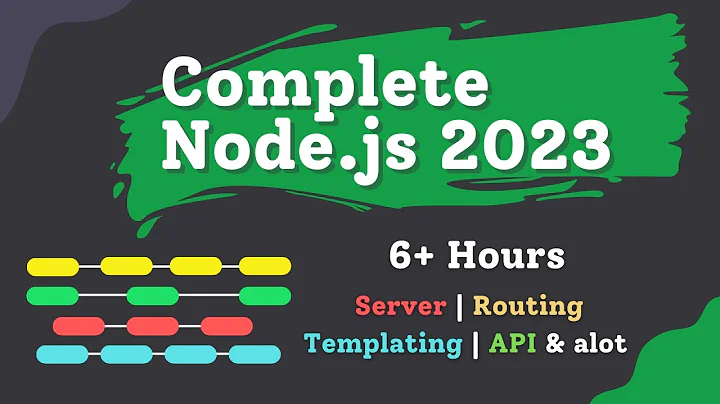 Complete
Node.js 2023
6+ Hours
Server | Routing
Templating | API & alot